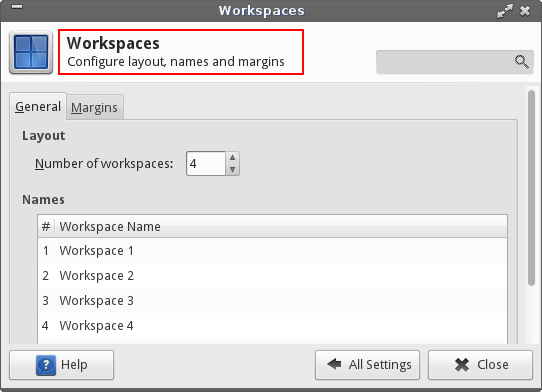 Workspaces
Workspaces
Configure layout, names and margins
General Margins
Layout
Number of workspaces: 4
Names
# Workspace Name
1 Workspace 1
2 Workspace 2
3 Workspace 3
4 Workspace 4
? Help All Settings Close